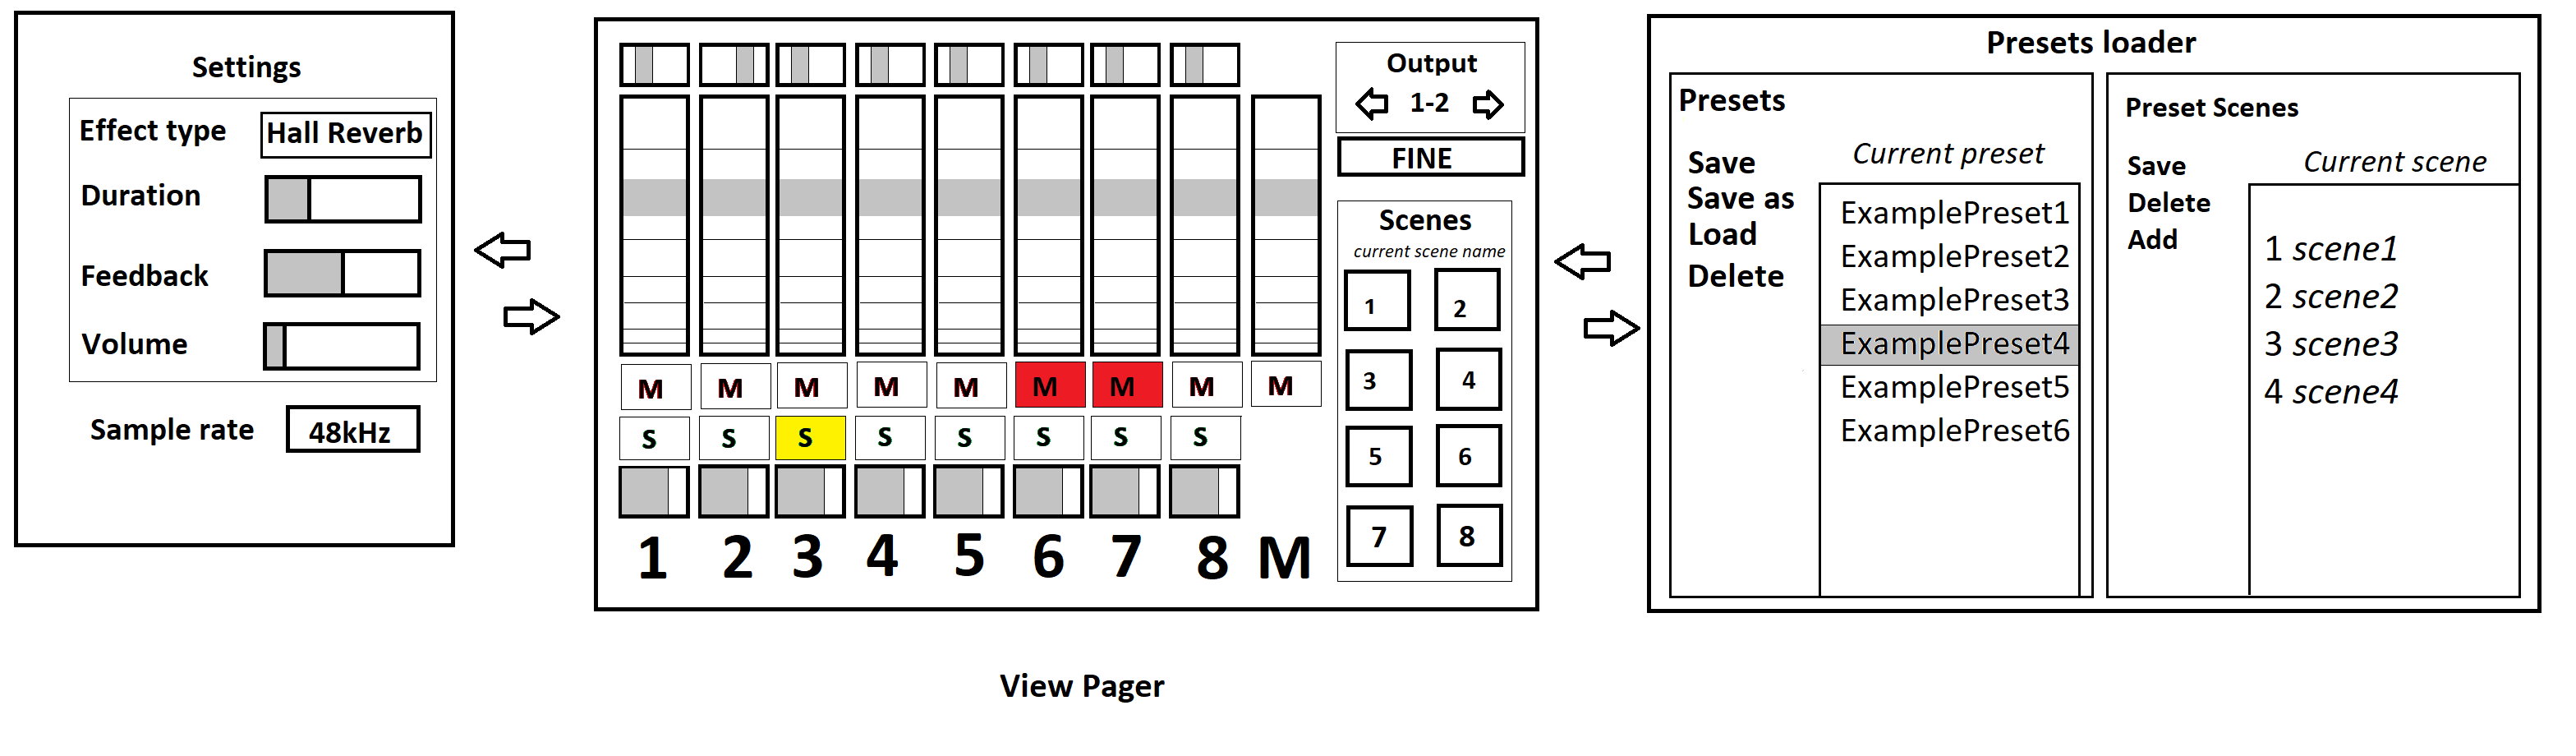 Settings
Effect type Hall Reverb
Duration
Feedback
Volume
Sample rate 48kHz
Output
1-2
FINE
Scenes
current scene name
1 2
3 4
5 6
7 8
M M M M M M M M M
S S S S S S S S
1 2 3 4 5 6 7 8 M
Presets loader
Presets
Save
Save as
Load
Delete
Current preset
ExamplePreset1
ExamplePreset2
ExamplePreset3
ExamplePreset4
ExamplePreset5
ExamplePreset6
Preset Scenes
Save
Delete
Add
Current scene
1 scene1
2 scene2
3 scene3
4 scene4
View Pager